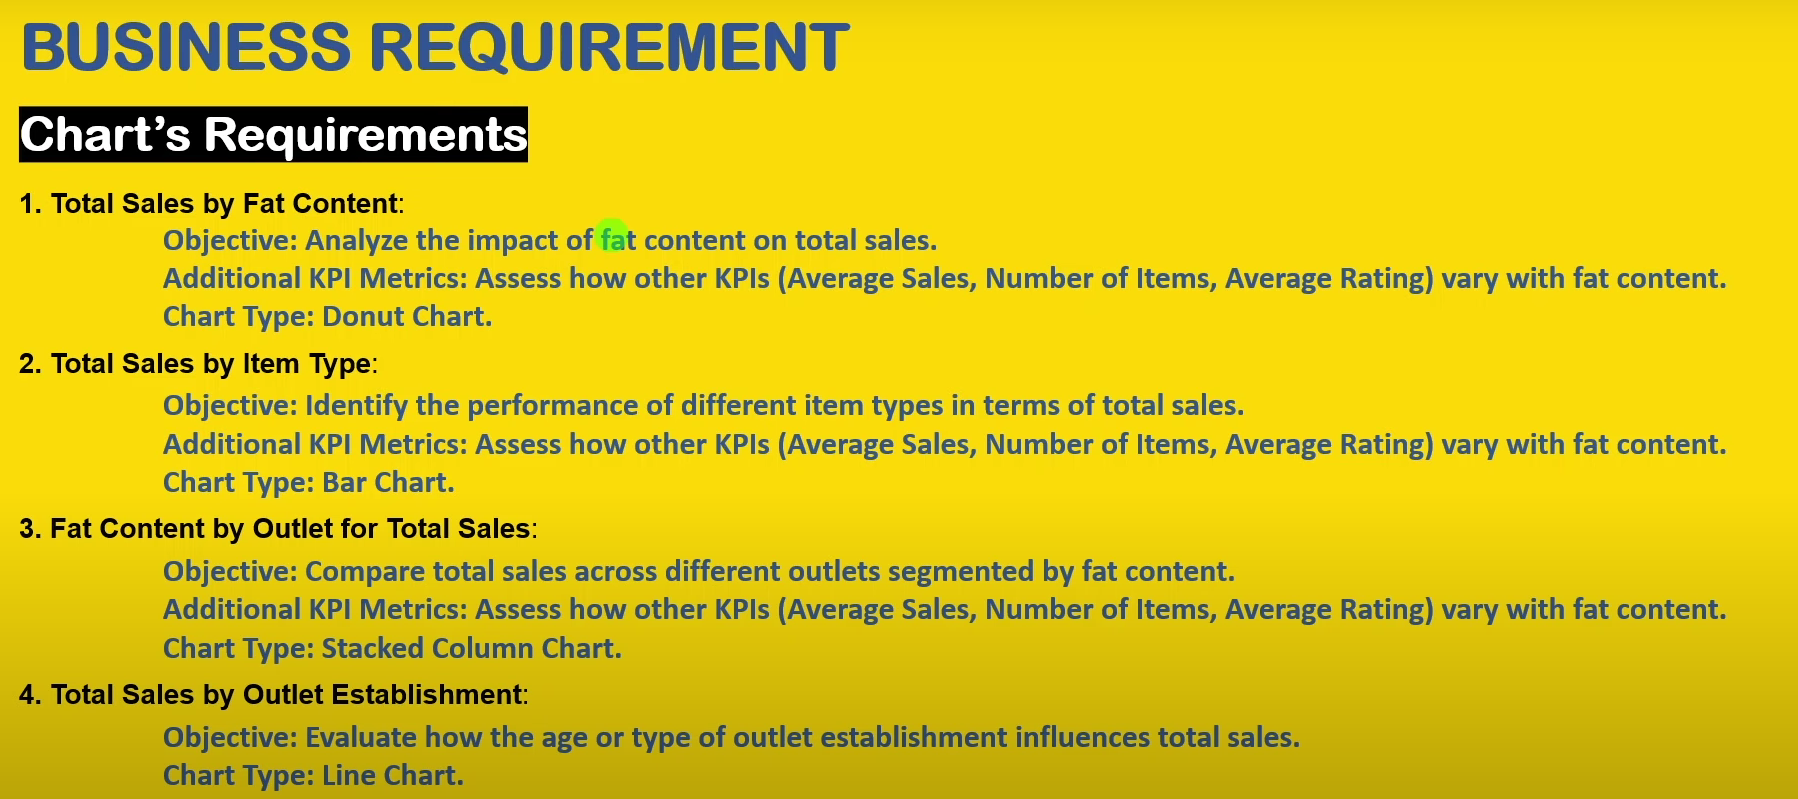 BUSINESS REQUIREMENT
Chart’s Requirements
1. Total Sales by Fat Content:
Objective: Analyze the impact of fat content on total sales.
Additional KPI Metrics: Assess how other KPIs (Average Sales, Number of Items, Average Rating) vary with fat content.
Chart Type: Donut Chart.
2. Total Sales by Item Type:
Objective: Identify the performance of different item types in terms of total sales.
Additional KPI Metrics: Assess how other KPIs (Average Sales, Number of Items, Average Rating) vary with fat content.
Chart Type: Bar Chart.
3. Fat Content by Outlet for Total Sales:
Objective: Compare total sales across different outlets segmented by fat content.
Additional KPI Metrics: Assess how other KPIs (Average Sales, Number of Items, Average Rating) vary with fat content.
Chart Type: Stacked Column Chart.
4. Total Sales by Outlet Establishment:
Objective: Evaluate how the age or type of outlet establishment influences total sales.
Chart Type: Line Chart.